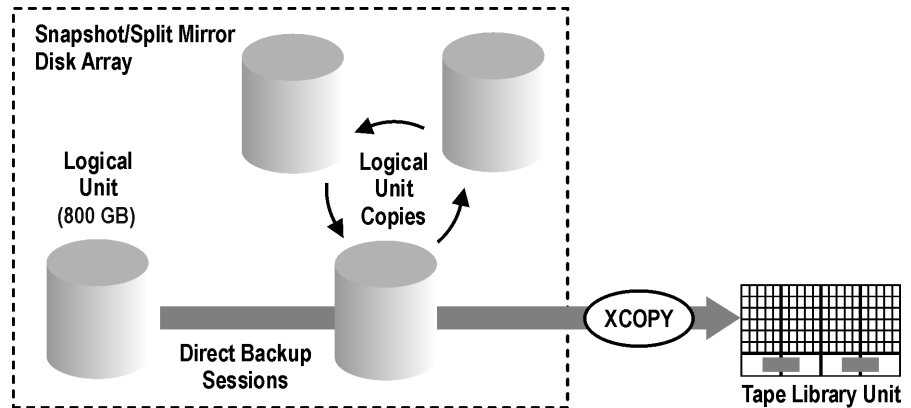 Snapshot/Split Mirror
Disk Array
Logical
Unit
(800 GB)
Logical
Unit
Copies
Direct Backup
Sessions
XCOPY
Tape Library Unit